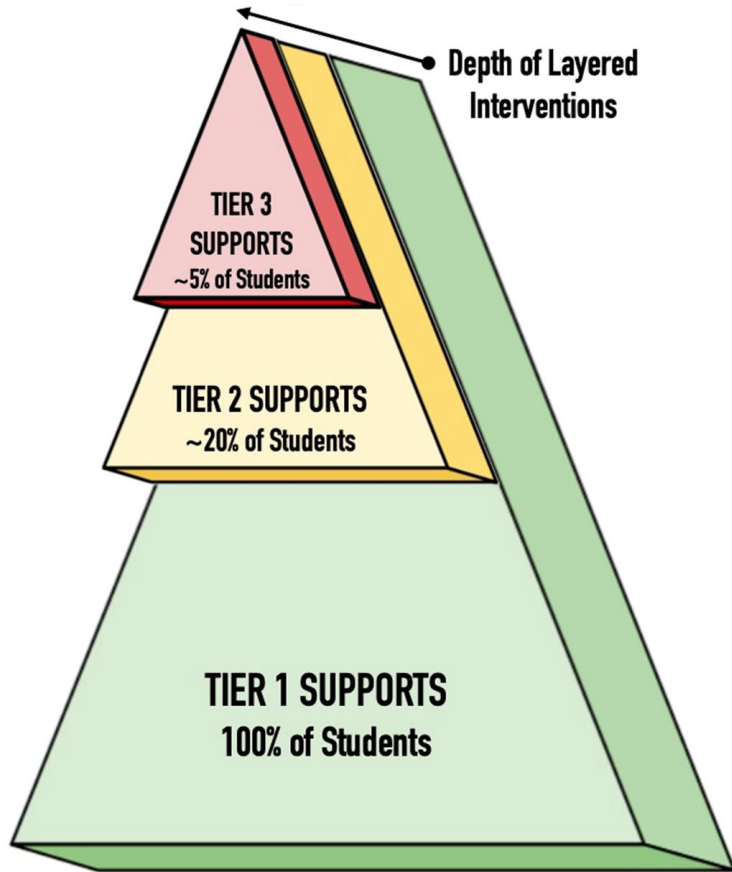 Depth of Layered
Interventions
TIER 3
SUPPORTS
~5% of Students
TIER 2 SUPPORTS
~20% of Students
TIER 1 SUPPORTS
100% of Students